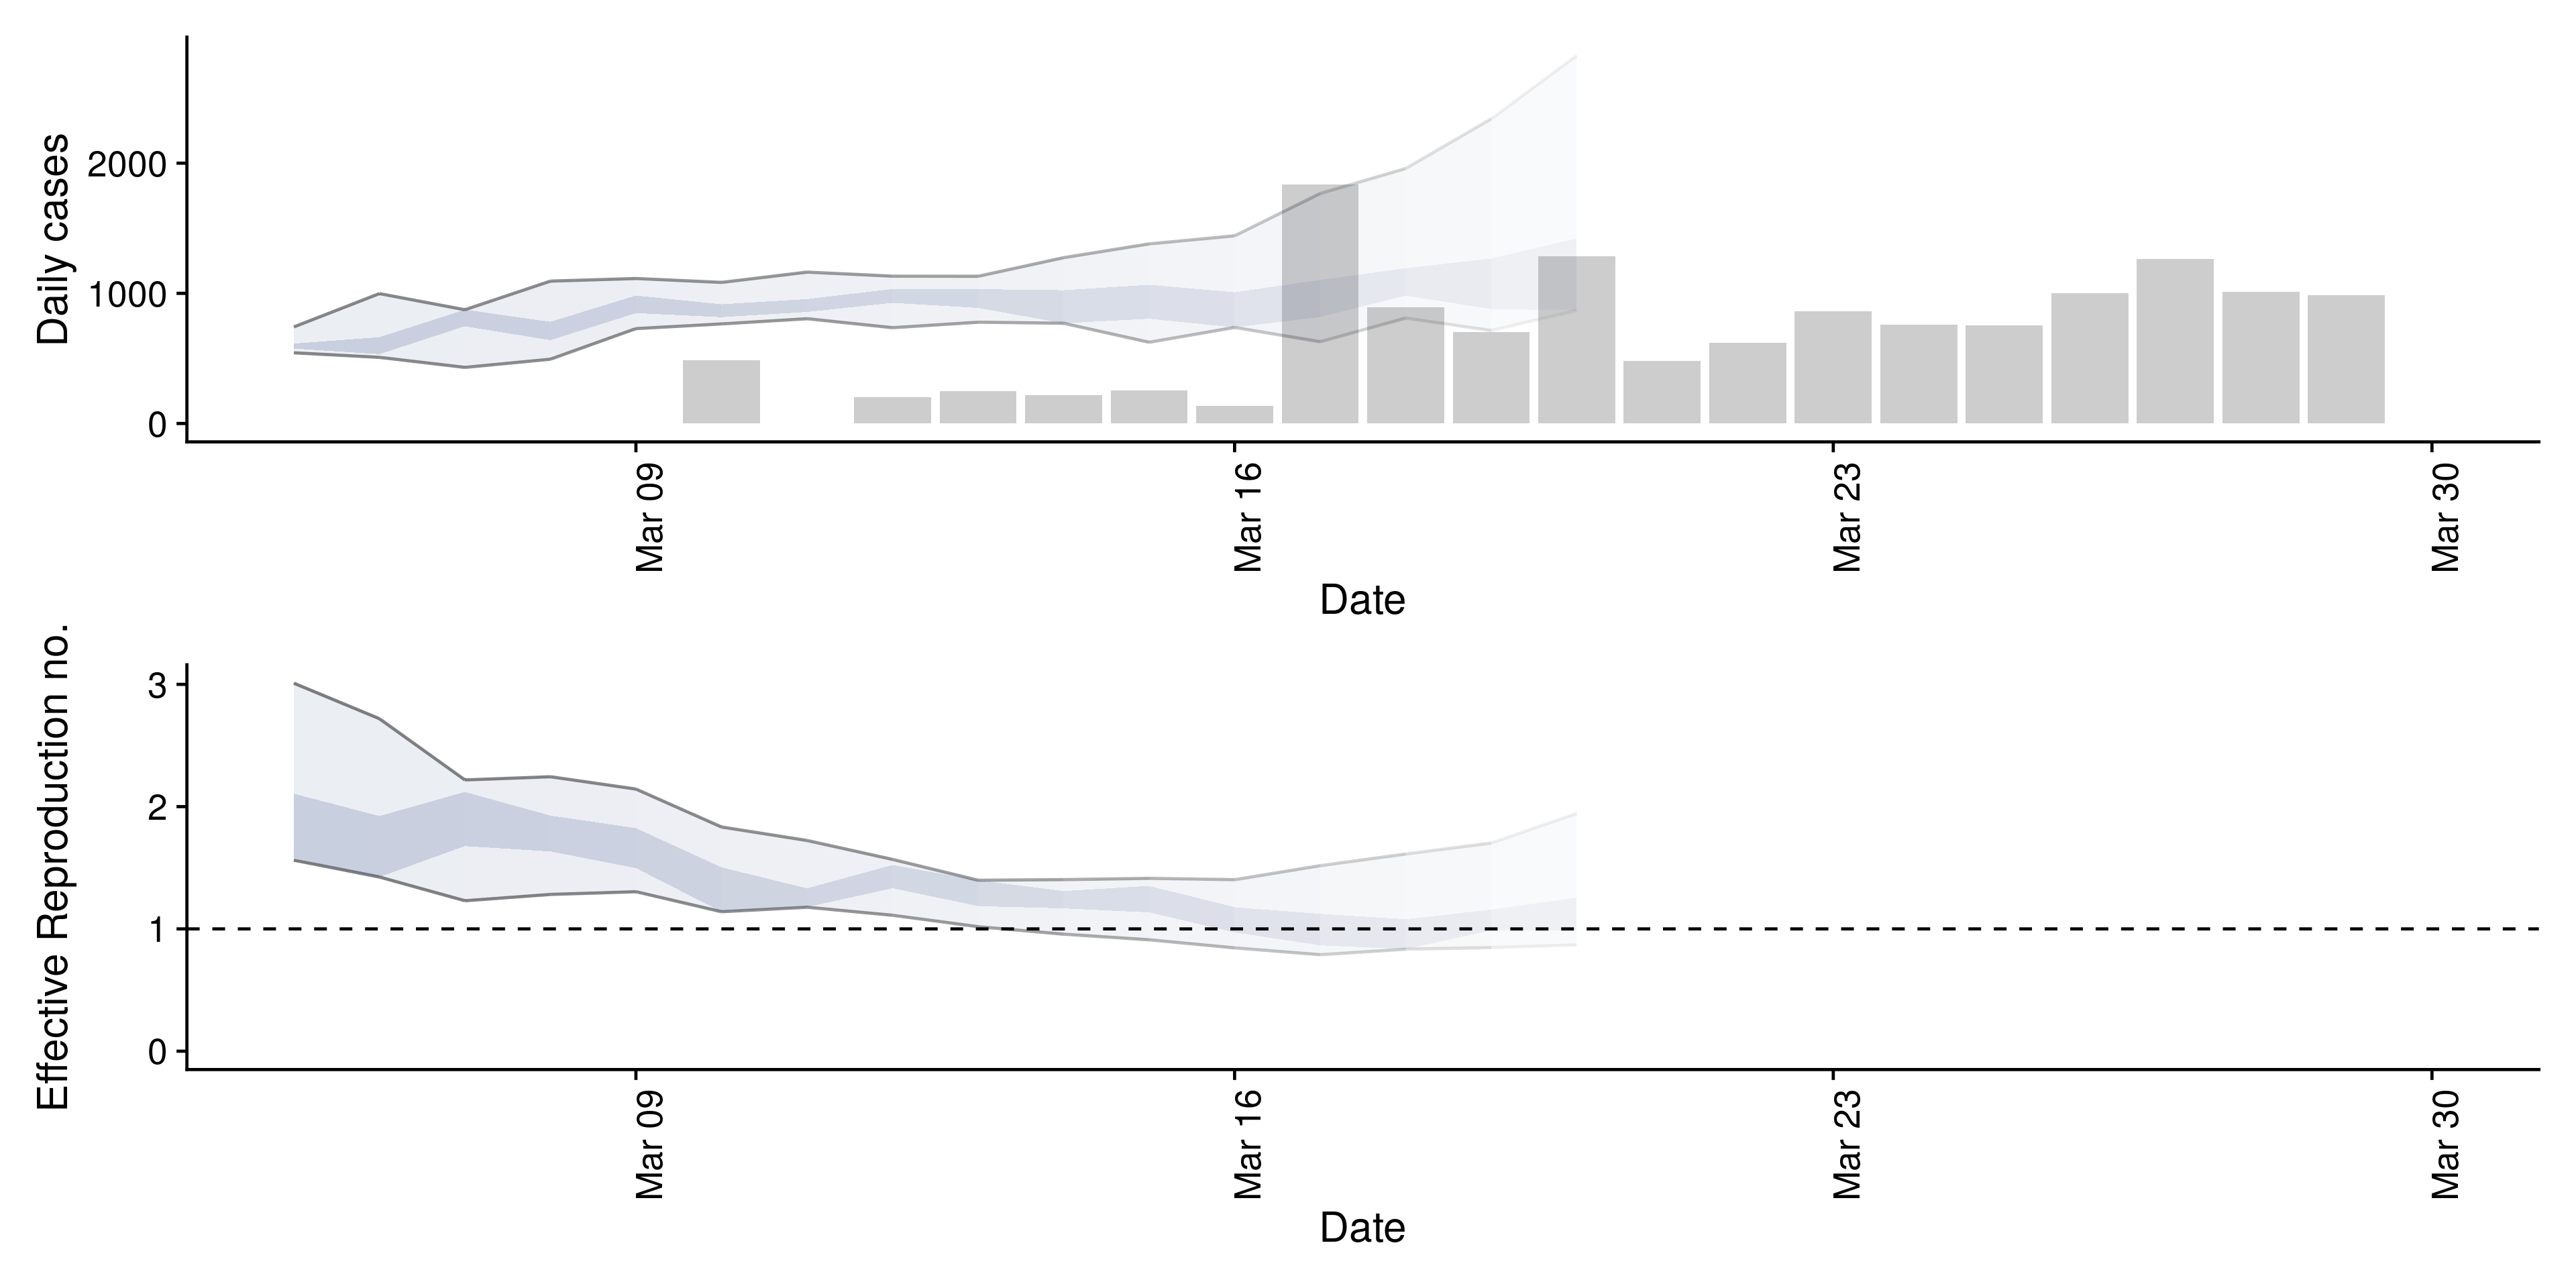 Daily cases
2000
1000
0
Mar 09
Mar 16
Mar 23
Mar 30
Date
Effective Reproduction no.
3
2
1
0
Mar 09
Mar 16
Mar 23
Mar 30
Date